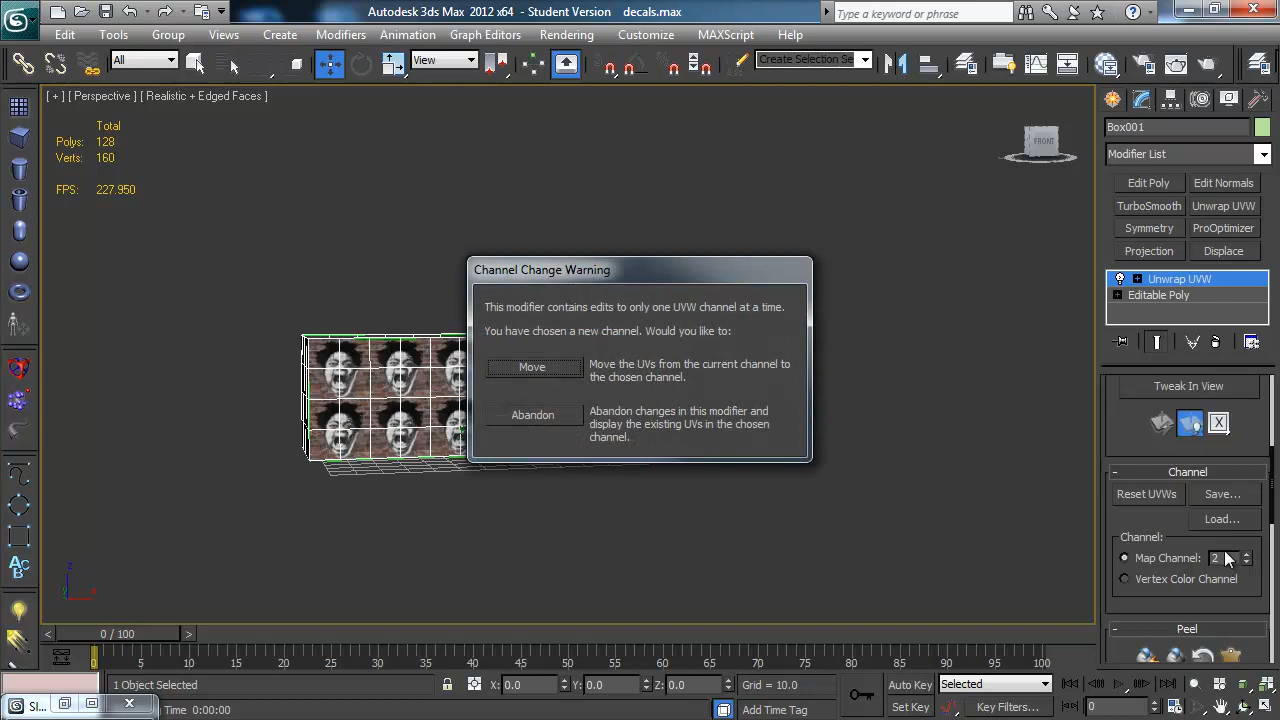 Autodesk 3ds Max 2012 x64 - Student Version decals.max
Type a keyword or phrase
Edit Tools Group Views Create Modifiers Animation Graph Editors Rendering Customize MAXScript Help
All
View
Create Selection Se
[ + ] [ Perspective ] [ Realistic + Edged Faces ]
Total
Polys: 128
Verts: 160
FPS: 227.950
FRONT
Box001
Modifier List
Edit Poly Edit Normals
TurboSmooth Unwrap UVW
Symmetry ProOptimizer
Projection Displace
Unwrap UVW
Editable Poly
Channel Change Warning
This modifier contains edits to only one UVW channel at a time.
You have chosen a new channel. Would you like to:
Move
Move the UVs from the current channel to
the chosen channel.
Abandon
Abandon changes in this modifier and
display the existing UVs in the chosen
channel.
Tweak In View
- Channel
Reset UVWs Save...
Load...
Channel:
Map Channel: 2
Vertex Color Channel
- Peel
z
y
x
< 0 / 100 >
0 5 10 15 20 25 30 35 40 45 50 55 60 65 70 75 80 85 90 95 100
1 Object Selected
X: 0.0 Y: 0.0 Z: 0.0
Grid = 10.0
Auto Key
Selected
SI...
Time 0:00:00
Add Time Tag
Set Key
Key Filters...
0